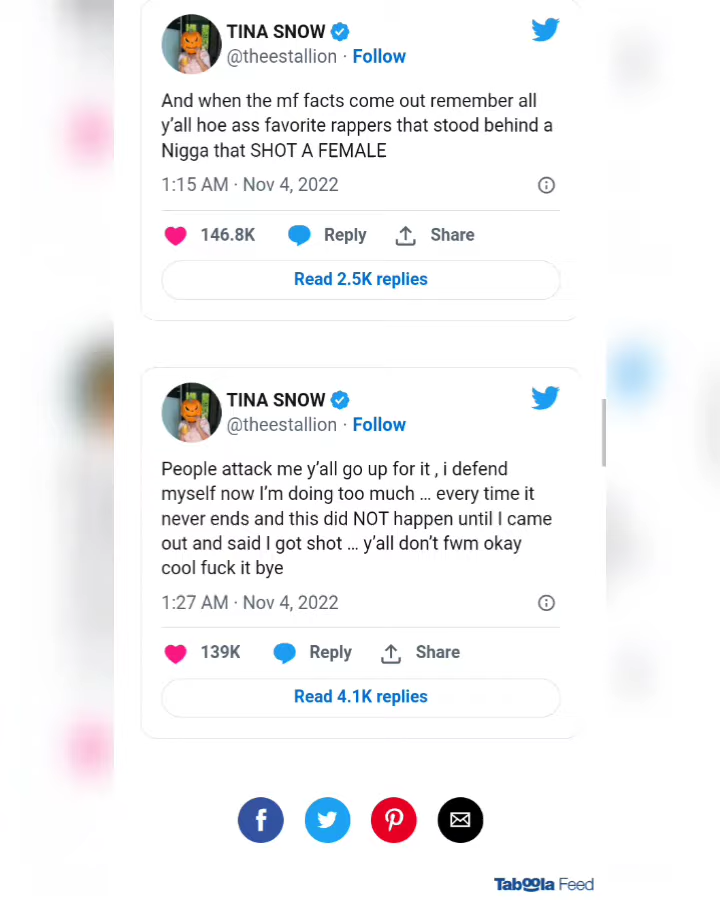 TINA SNOW
@theestallion · Follow
And when the mf facts come out remember all
y'all hoe ass favorite rappers that stood behind a
Nigga that SHOT A FEMALE
1:15 AM · Nov 4, 2022
146.8K Reply Share
Read 2.5K replies
TINA SNOW
@theestallion · Follow
People attack me y'all go up for it , i defend
myself now I'm doing too much … every time it
never ends and this did NOT happen until I came
out and said I got shot … y'all don't fwm okay
cool fuck it bye
1:27 AM · Nov 4, 2022
139K Reply Share
Read 4.1K replies
Taboola Feed